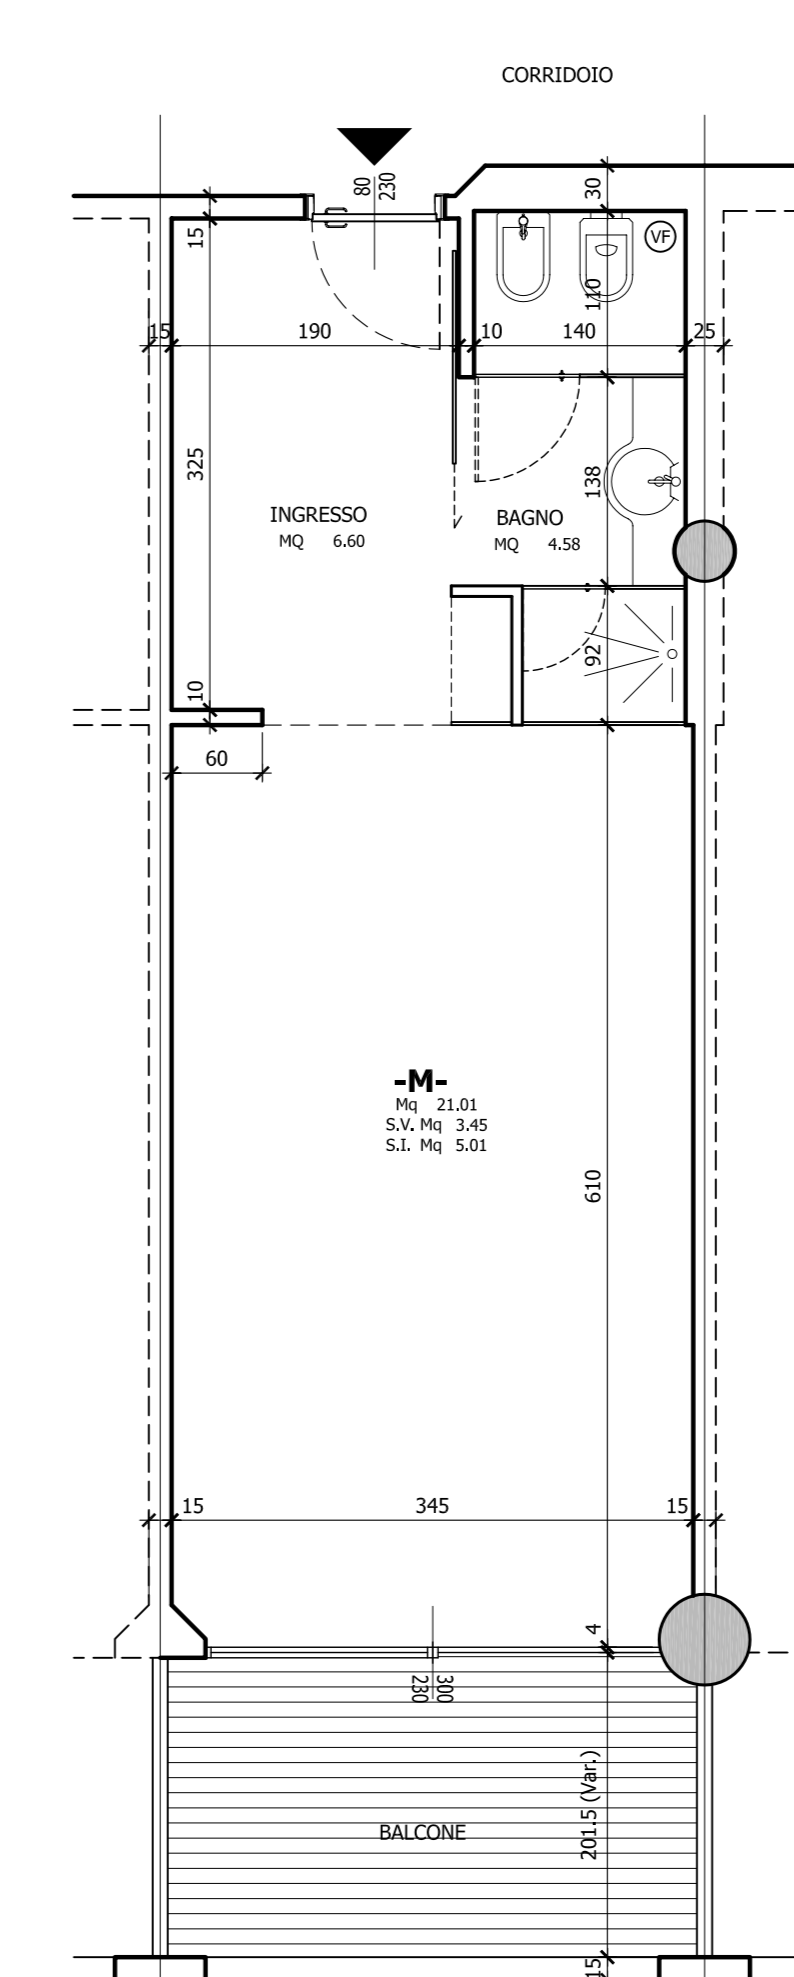 CORRIDOIO
80
230
30
15
VF
110
15
190
10
140
25
325
138
INGRESSO
MQ 6.60
BAGNO
MQ 4.58
92
10
60
-M-
Mq 21.01
S.V. Mq 3.45
S.I. Mq 5.01
610
15
345
15
4
300
230
201.5 (Var.)
BALCONE
15